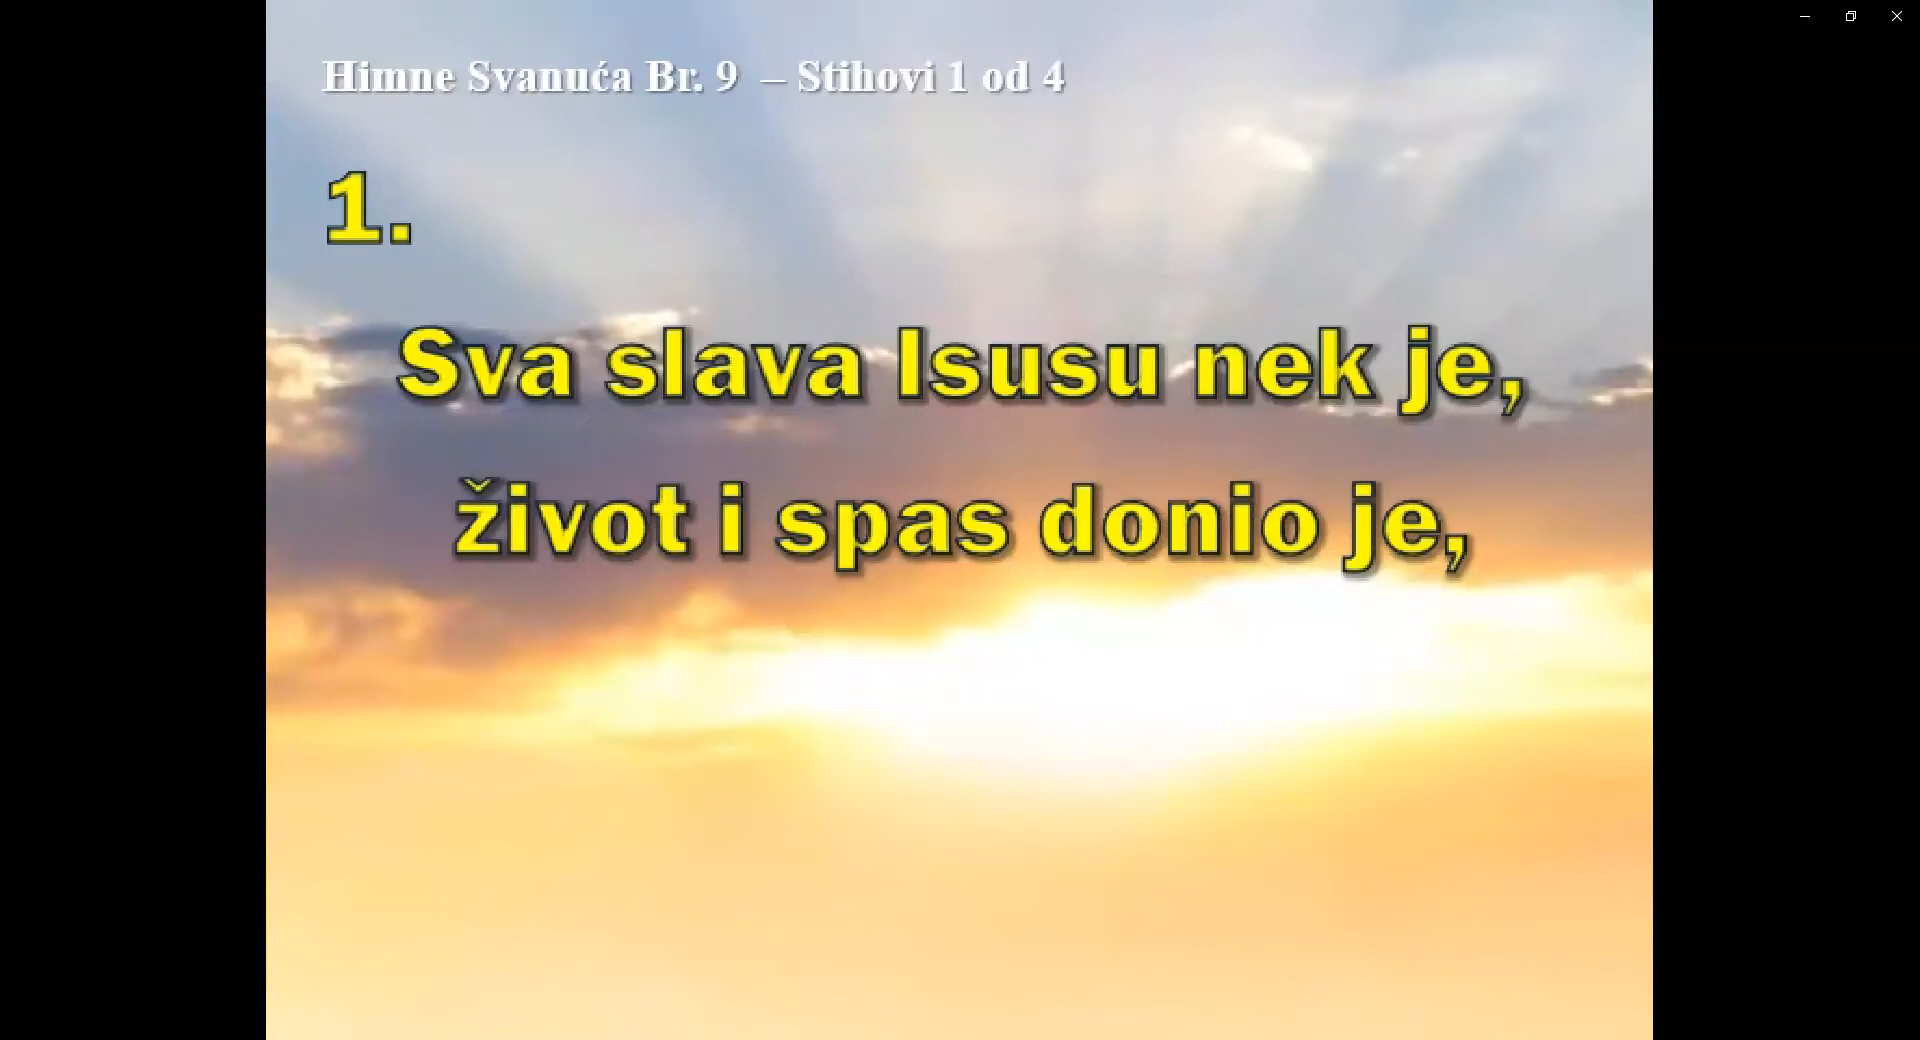 Himne Svanuća Br. 9 – Stihovi 1 od 4
1.
Sva slava Isusu nek je,
život i spas donio je,